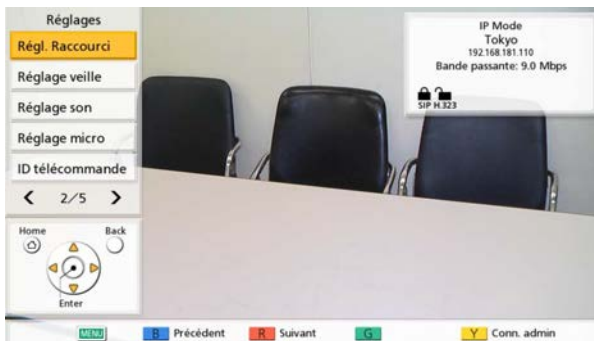 Réglages
Régl. Raccourci
Réglage veille
Réglage son
Réglage micro
ID télécommande
2/5
Home
Back
Enter
IP Mode
Tokyo
192.168.181.110
Bande passante: 9.0 Mbps
SIP H.323
MENU
B Précédent
R Suivant
G
Y Conn. admin